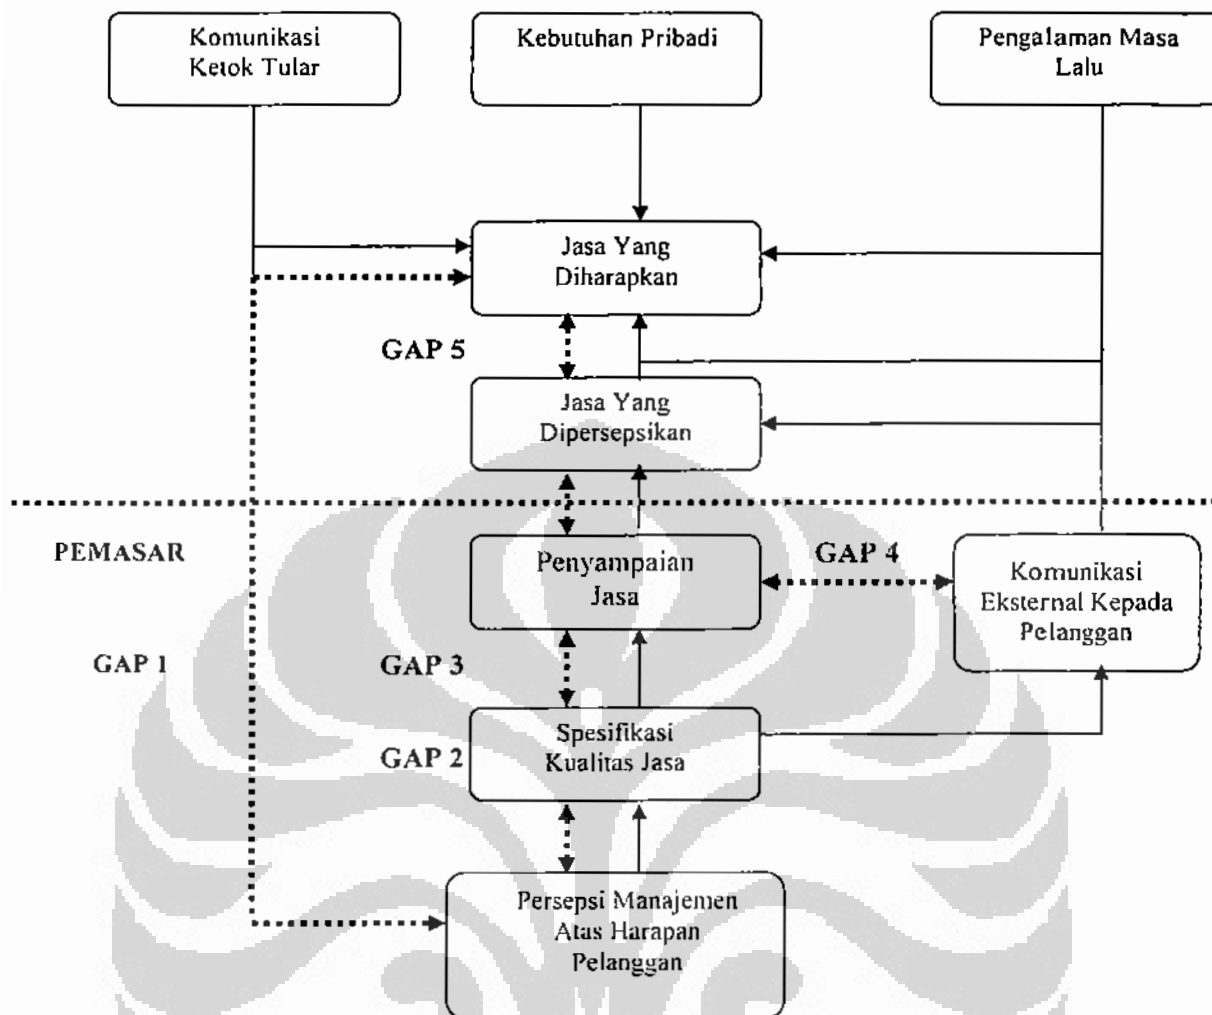 Komunikasi
Ketok Tular
Kebutuhan Pribadi
Pengalaman Masa
Lalu
Jasa Yang
Diharapkan
GAP 5
Jasa Yang
Dipersepsikan
PEMASAR
Penyampaian
Jasa
GAP 4
Komunikasi
Eksternal Kepada
Pelanggan
GAP 1
GAP 3
Spesifikasi
Kualitas Jasa
GAP 2
Persepsi Manajemen
Atas Harapan
Pelanggan